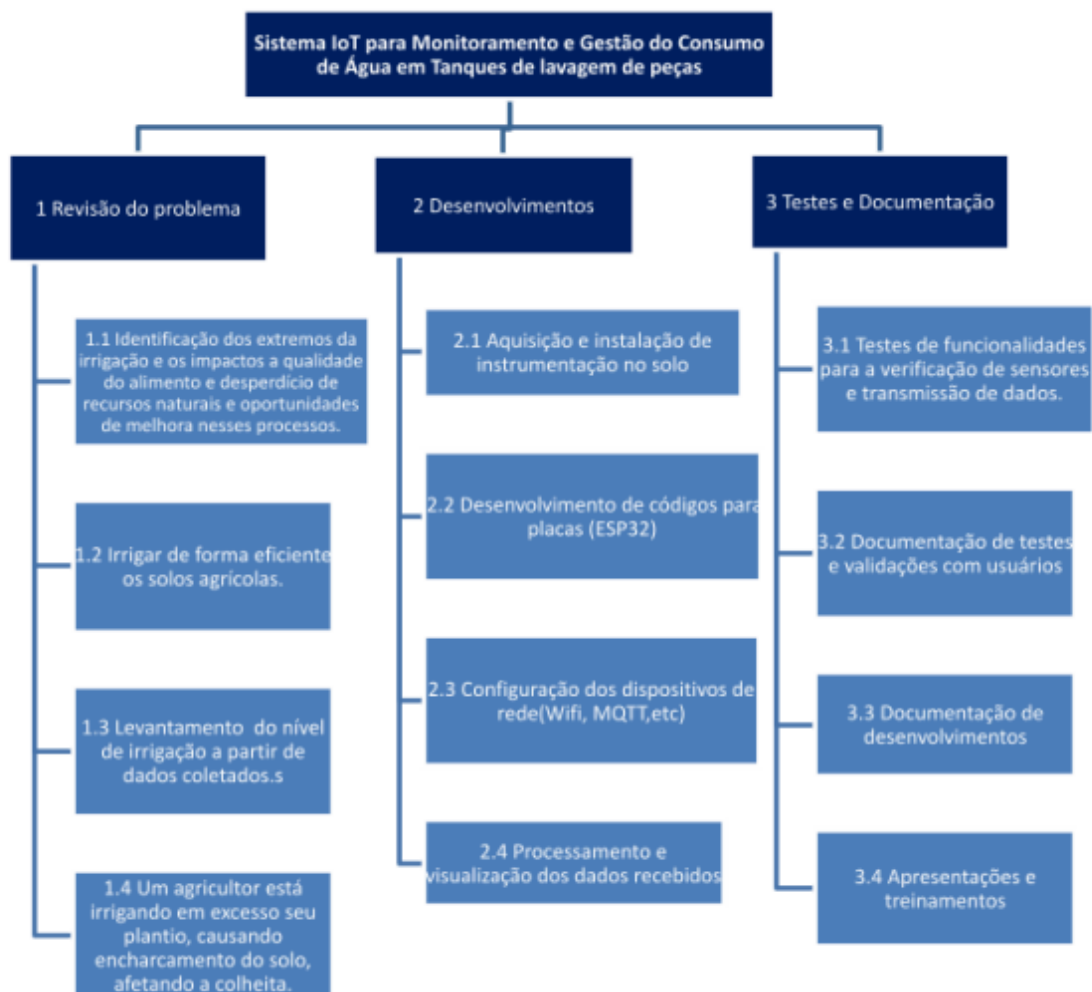 Sistema IoT para Monitoramento e Gestão do Consumo
de Água em Tanques de lavagem de peças
1 Revisão do problema
1.1 Identificação dos extremos da
irrigação e os impactos a qualidade
do alimento e desperdício de
recursos naturais e oportunidades
de melhora nesses processos.
1.2 Irrigar de forma eficiente
os solos agrícolas.
1.3 Levantamento do nível
de irrigação a partir de
dados coletados.s
1.4 Um agricultor está
irrigando em excesso seu
plantio, causando
encharcamento do solo,
afetando a colheita.
2 Desenvolvimentos
2.1 Aquisição e instalação de
instrumentação no solo
2.2 Desenvolvimento de códigos para
placas (ESP32)
2.3 Configuração dos dispositivos de
rede(Wifi, MQTT,etc)
2.4 Processamento e
visualização dos dados recebidos
3 Testes e Documentação
3.1 Testes de funcionalidades
para a verificação de sensores
e transmissão de dados.
3.2 Documentação de testes
e validações com usuários
3.3 Documentação de
desenvolvimentos
3.4 Apresentações e
treinamentos